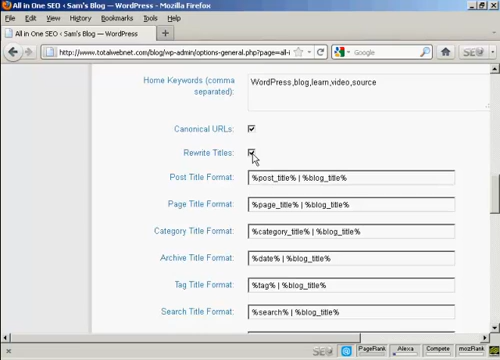 All in One SEO ‹ Sam's Blog — WordPress - Mozilla Firefox
File Edit View History Bookmarks Tools Help
All in One SEO ‹ Sam's Blog — WordPress
http://www.totalwebnet.com/blog/wp-admin/options-general.php?page=all-i
Google
Home Keywords (comma separated):
WordPress,blog,learn,video,source
Canonical URLs:
Rewrite Titles:
Post Title Format: %post_title% | %blog_title%
Page Title Format: %page_title% | %blog_title%
Category Title Format: %category_title% | %blog_title%
Archive Title Format: %date% | %blog_title%
Tag Title Format: %tag% | %blog_title%
Search Title Format: %search% | %blog_title%
PageRank Alexa Compete mozRank